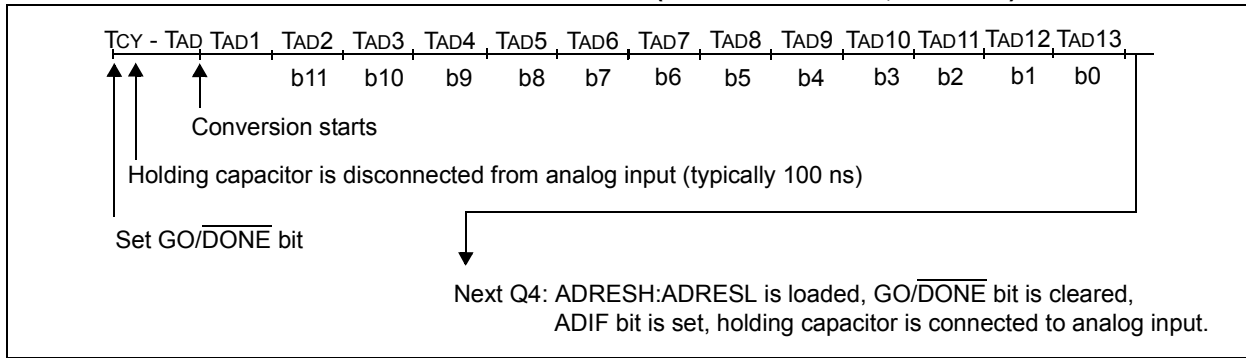 TCY - TAD TAD1 TAD2 TAD3 TAD4 TAD5 TAD6 TAD7 TAD8 TAD9 TAD10 TAD11 TAD12 TAD13
b11 b10 b9 b8 b7 b6 b5 b4 b3 b2 b1 b0
Conversion starts
Holding capacitor is disconnected from analog input (typically 100 ns)
Set GO/DONE bit
Next Q4: ADRESH:ADRESL is loaded, GO/DONE bit is cleared,
ADIF bit is set, holding capacitor is connected to analog input.